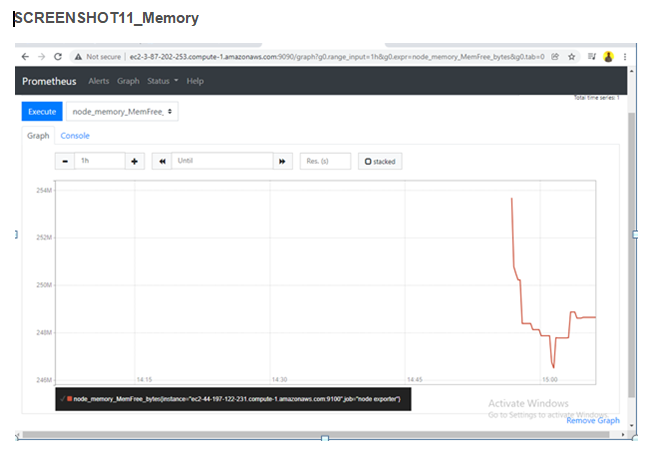 SCREENSHOT11_Memory
Not secure | ec2-3-87-202-253.compute-1.amazonaws.com:9090/graph?g0.range_input=1h&g0.expr=node_memory_MemFree_bytes&g0.tab=0
Prometheus Alerts Graph Status Help
Total time series: 1
Execute node_memory_MemFree_
Graph Console
- 1h + Until Res. (s) stacked
254M
252M
250M
248M
246M
14:15 14:30 14:45 15:00
node_memory_MemFree_bytes{instance="ec2-44-197-122-231.compute-1.amazonaws.com:9100",job="node exporter"}
Activate Windows
Go to Settings to activate Windows.
Remove Graph